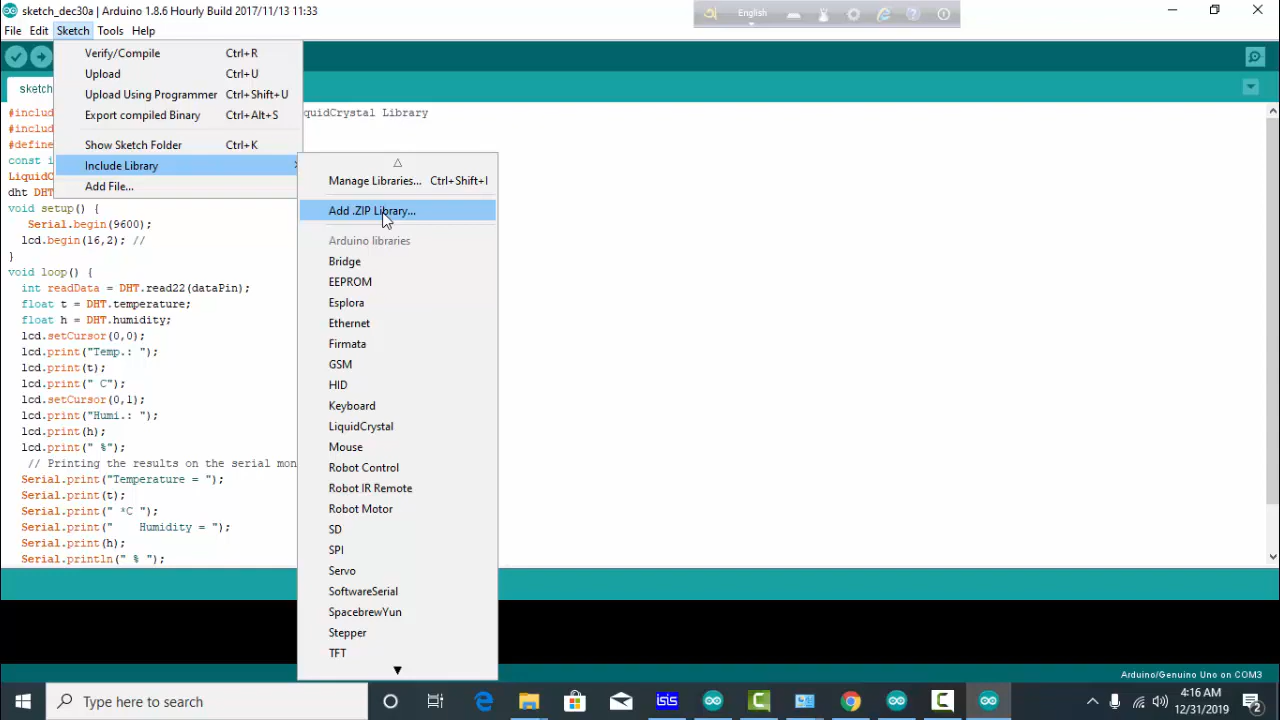 sketch_dec30a | Arduino 1.8.6 Hourly Build 2017/11/13 11:33
English
File Edit Sketch Tools Help
Verify/Compile Ctrl+R
Upload Ctrl+U
Upload Using Programmer Ctrl+Shift+U
Export compiled Binary Ctrl+Alt+S
Show Sketch Folder Ctrl+K
Include Library
Add File...
Manage Libraries... Ctrl+Shift+I
Add .ZIP Library...
Arduino libraries
Bridge
EEPROM
Esplora
Ethernet
Firmata
GSM
HID
Keyboard
LiquidCrystal
Mouse
Robot Control
Robot IR Remote
Robot Motor
SD
SPI
Servo
SoftwareSerial
SpacebrewYun
Stepper
TFT
sketch
#includ quidCrystal Library
#includ
#define
const i
LiquidC
dht DHT
void setup() {
Serial.begin(9600);
lcd.begin(16,2); //
}
void loop() {
int readData = DHT.read22(dataPin);
float t = DHT.temperature;
float h = DHT.humidity;
lcd.setCursor(0,0);
lcd.print("Temp.: ");
lcd.print(t);
lcd.print(" C");
lcd.setCursor(0,1);
lcd.print("Humi.: ");
lcd.print(h);
lcd.print(" %");
// Printing the results on the serial mon
Serial.print("Temperature = ");
Serial.print(t);
Serial.print(" *C ");
Serial.print("    Humidity = ");
Serial.print(h);
Serial.println(" % ");
Arduino/Genuino Uno on COM3
Type here to search
isis
4:16 AM
12/31/2019
2